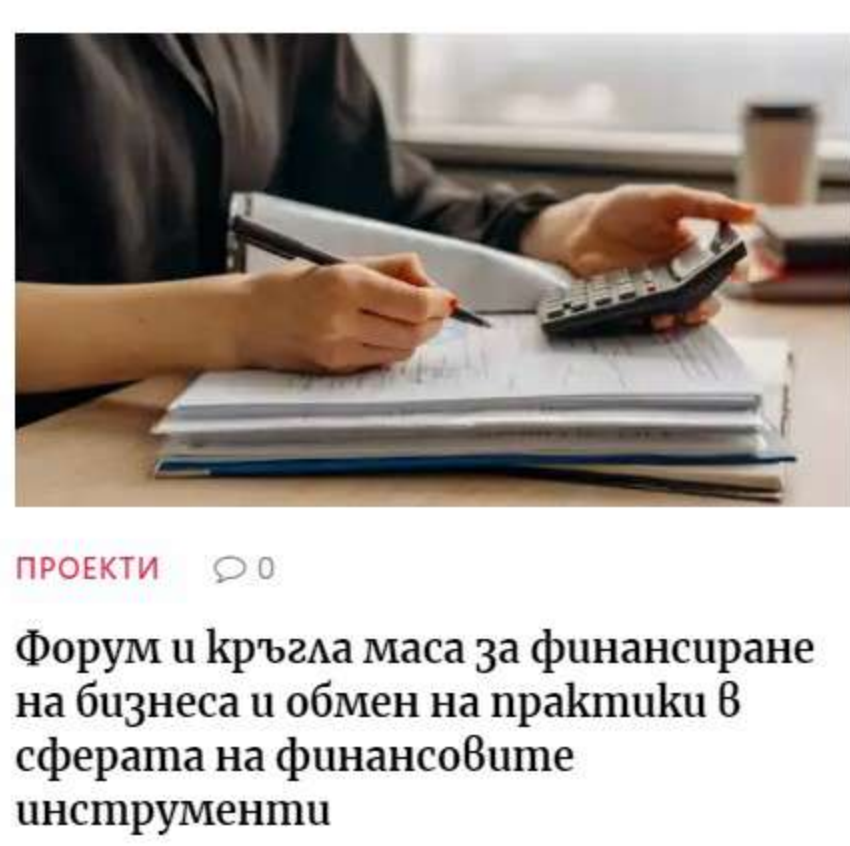 ПРОЕКТИ 0
Форум и кръгла маса за финансиране
на бизнеса и обмен на практики в
сферата на финансовите
инструменти